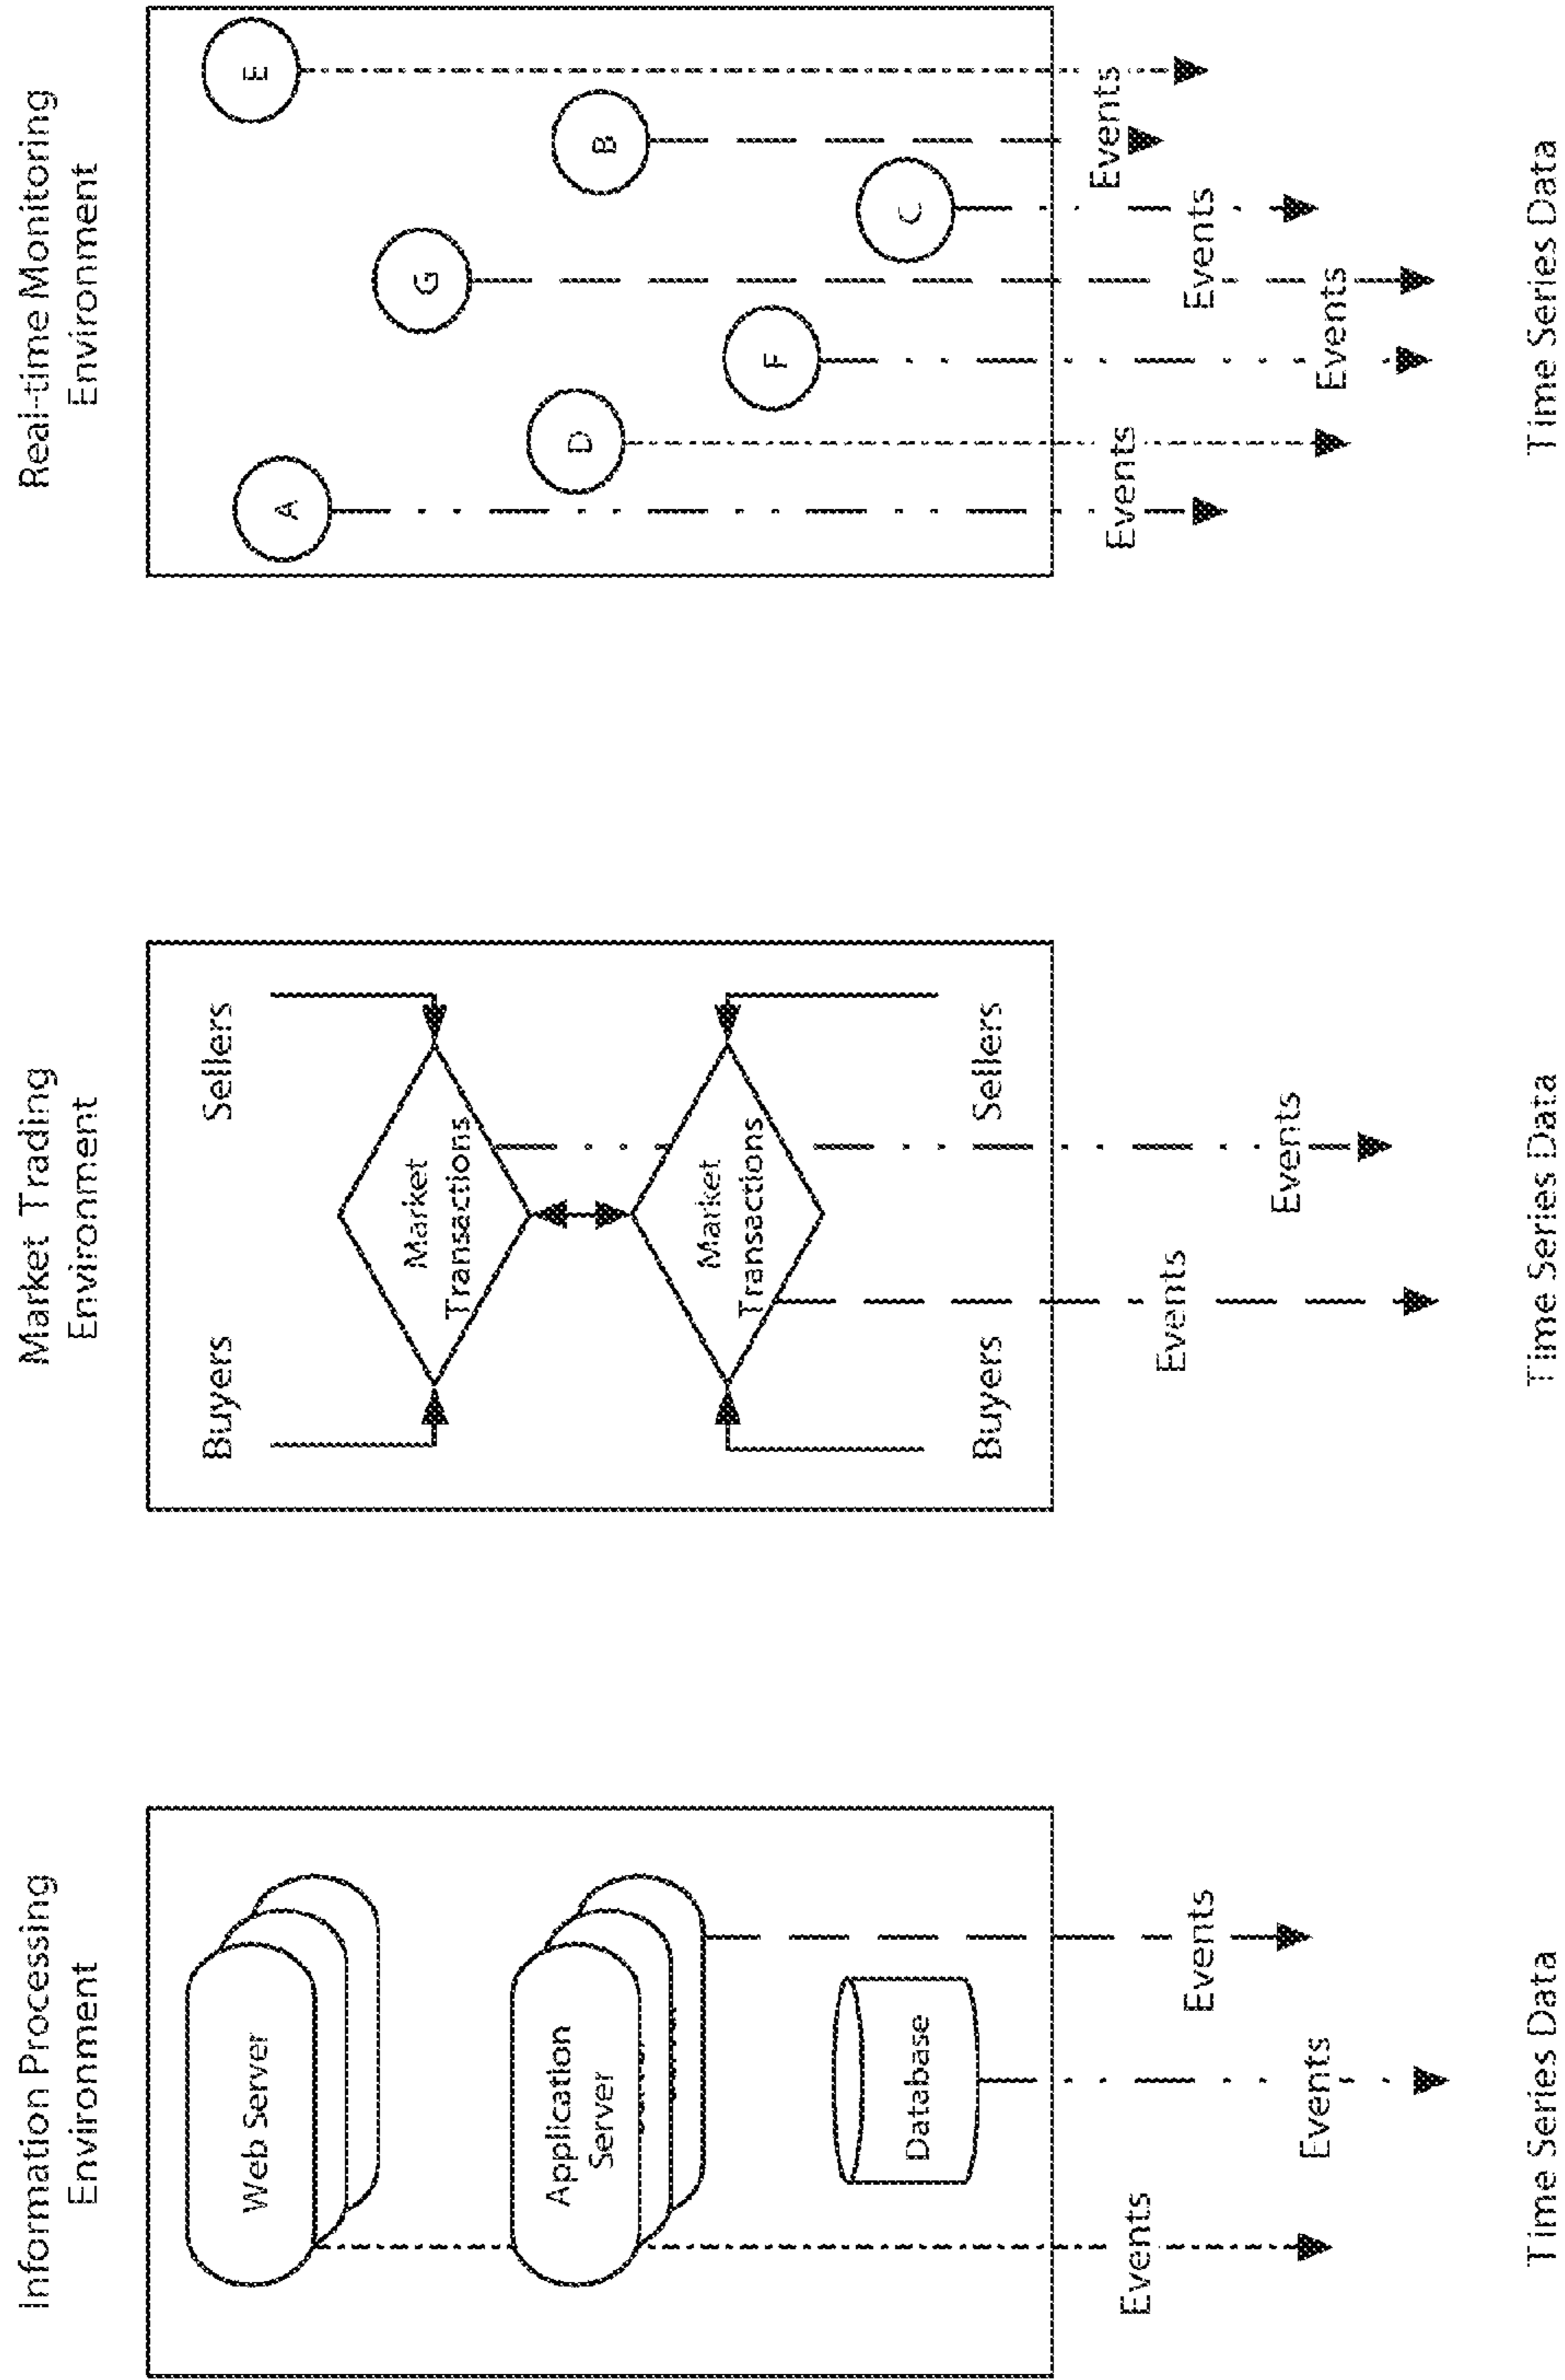 Information Processing
Environment
Web Server
Application
Server
Database
Events
Events
Events
Time Series Data
Market Trading
Environment
Buyers
Sellers
Market
Transactions
Market
Transactions
Buyers
Sellers
Events
Events
Time Series Data
Real-time Monitoring
Environment
A
E
G
D
B
F
C
Events
Events
Events
Events
Time Series Data